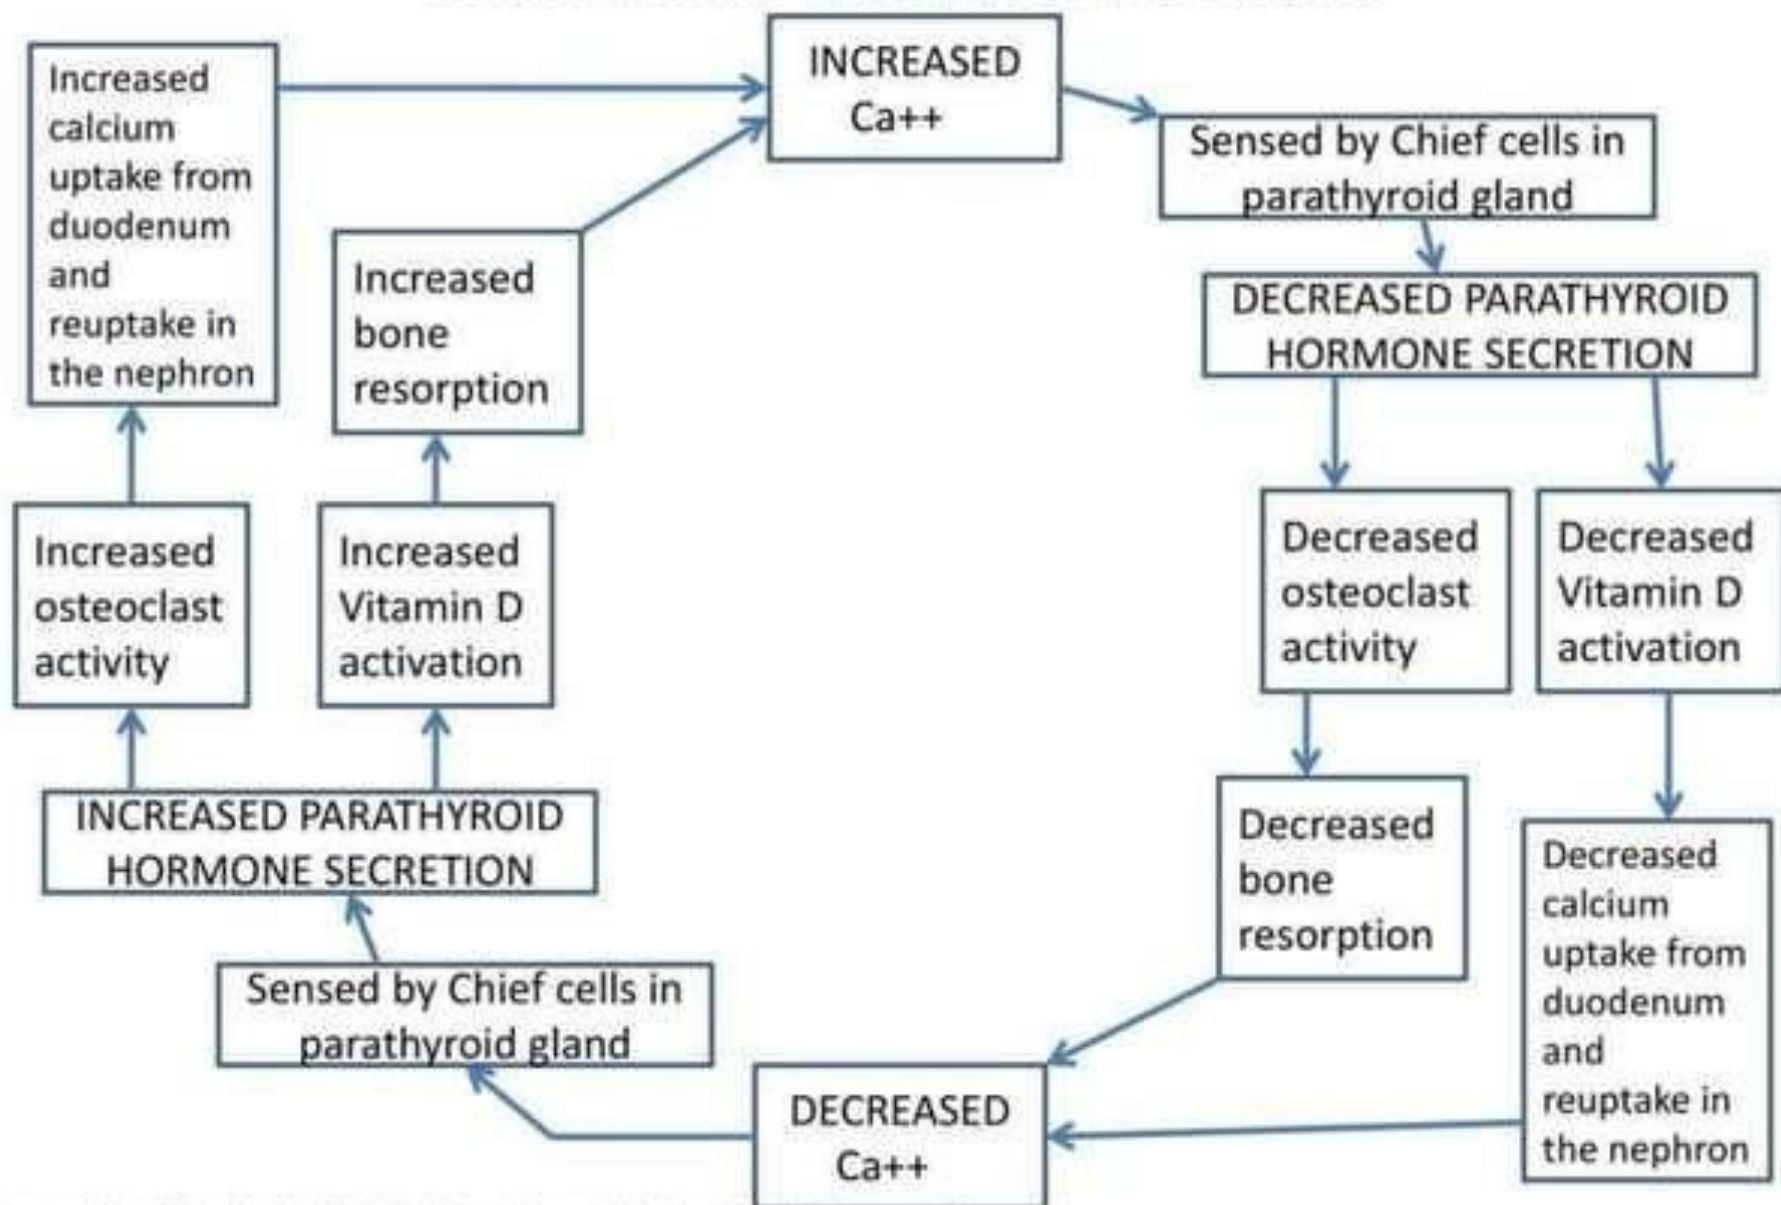 INCREASED
Ca++
Sensed by Chief cells in
parathyroid gland
DECREASED PARATHYROID
HORMONE SECRETION
Decreased
osteoclast
activity
Decreased
Vitamin D
activation
Decreased
bone
resorption
Decreased
calcium
uptake from
duodenum
and
reuptake in
the nephron
DECREASED
Ca++
Sensed by Chief cells in
parathyroid gland
INCREASED PARATHYROID
HORMONE SECRETION
Increased
osteoclast
activity
Increased
Vitamin D
activation
Increased
calcium
uptake from
duodenum
and
reuptake in
the nephron
Increased
bone
resorption